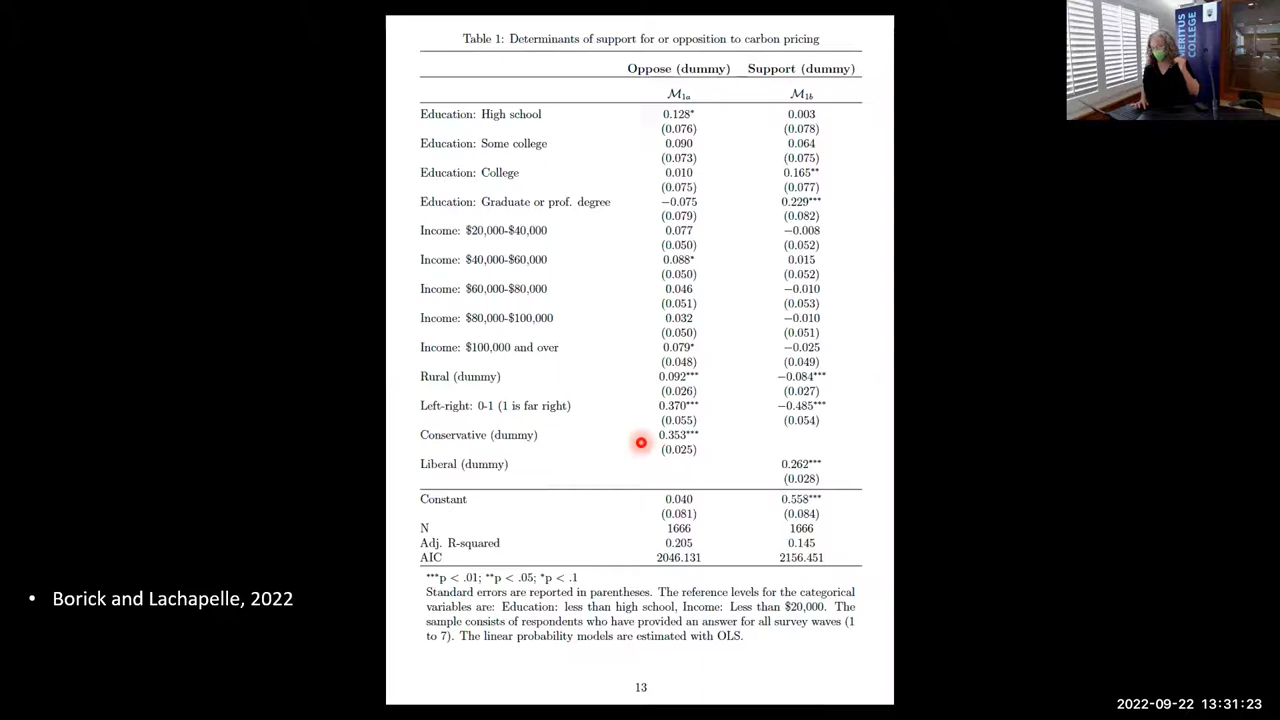 Table 1: Determinants of support for or opposition to carbon pricing
Oppose (dummy) Support (dummy)
M1a M1b
Education: High school 0.128* 0.003
(0.076) (0.078)
Education: Some college 0.090 0.064
(0.073) (0.075)
Education: College 0.010 0.165**
(0.075) (0.077)
Education: Graduate or prof. degree −0.075 0.229***
(0.079) (0.082)
Income: $20,000-$40,000 0.077 −0.008
(0.050) (0.052)
Income: $40,000-$60,000 0.088* 0.015
(0.050) (0.052)
Income: $60,000-$80,000 0.046 −0.010
(0.051) (0.053)
Income: $80,000-$100,000 0.032 −0.010
(0.050) (0.051)
Income: $100,000 and over 0.079* −0.025
(0.048) (0.049)
Rural (dummy) 0.092*** −0.084***
(0.026) (0.027)
Left-right: 0-1 (1 is far right) 0.370*** −0.485***
(0.055) (0.054)
Conservative (dummy) 0.353***
(0.025)
Liberal (dummy) 0.262***
(0.028)
Constant 0.040 0.558***
(0.081) (0.084)
N 1666 1666
Adj. R-squared 0.205 0.145
AIC 2046.131 2156.451
***p < .01; **p < .05; *p < .1
Standard errors are reported in parentheses. The reference levels for the categorical
variables are: Education: less than high school, Income: Less than $20,000. The
sample consists of respondents who have provided an answer for all survey waves (1
to 7). The linear probability models are estimated with OLS.
13
• Borick and Lachapelle, 2022
MERITUS
COLLEGE
2022-09-22 13:31:23